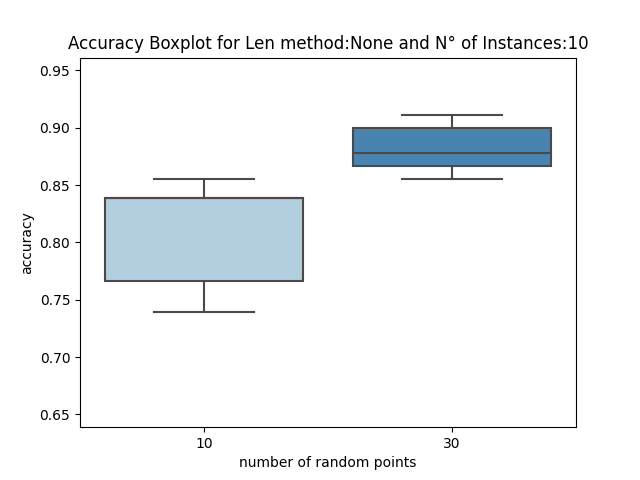 Accuracy Boxplot for Len method:None and N° of Instances:10
0.95
0.90
0.85
0.80
0.75
0.70
0.65
accuracy
10 30
number of random points